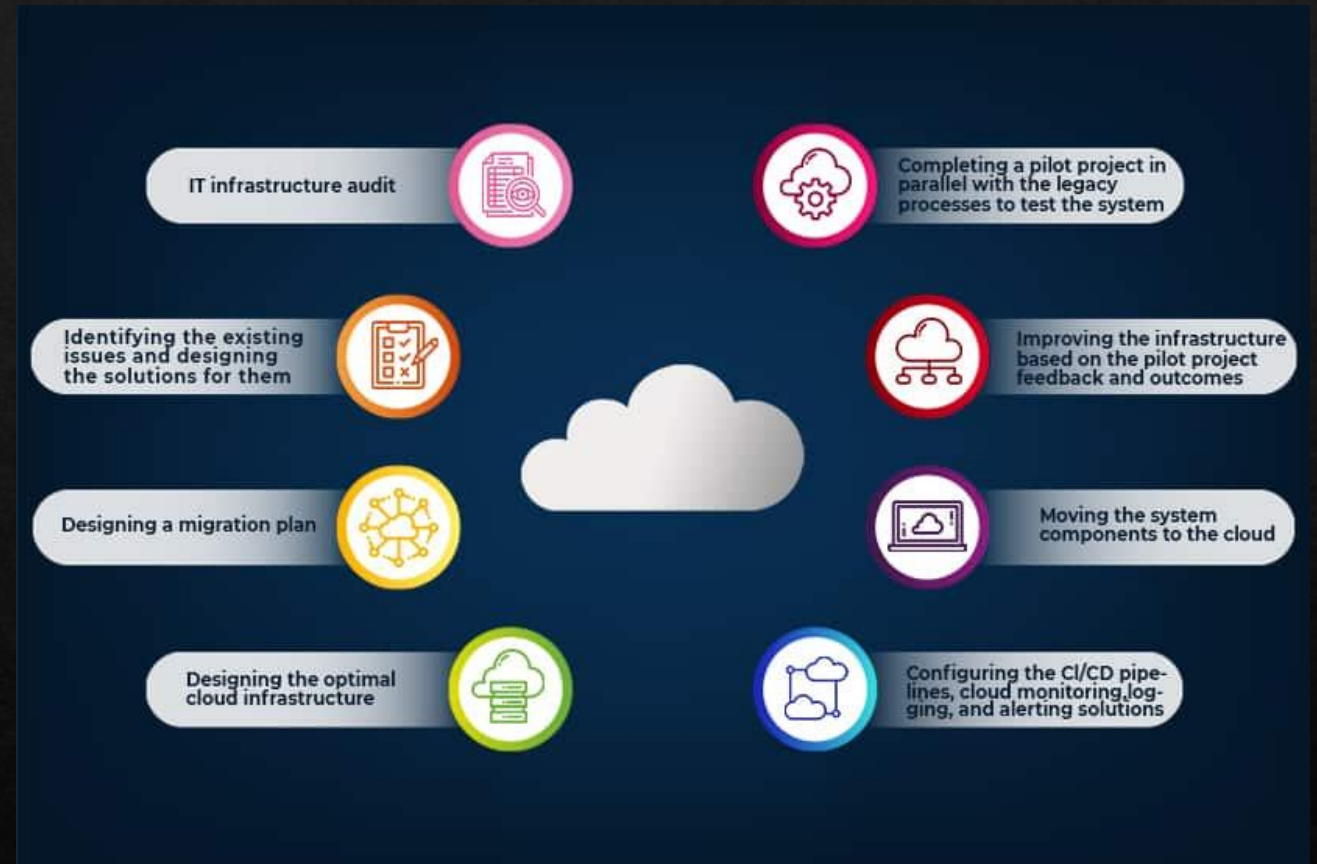 IT infrastructure audit
Identifying the existing
issues and designing
the solutions for them
Designing a migration plan
Designing the optimal
cloud infrastructure
Completing a pilot project in
parallel with the legacy
processes to test the system
Improving the infrastructure
based on the pilot project
feedback and outcomes
Moving the system
components to the cloud
Configuring the CI/CD pipe-
lines, cloud monitoring,log-
ging, and alerting solutions